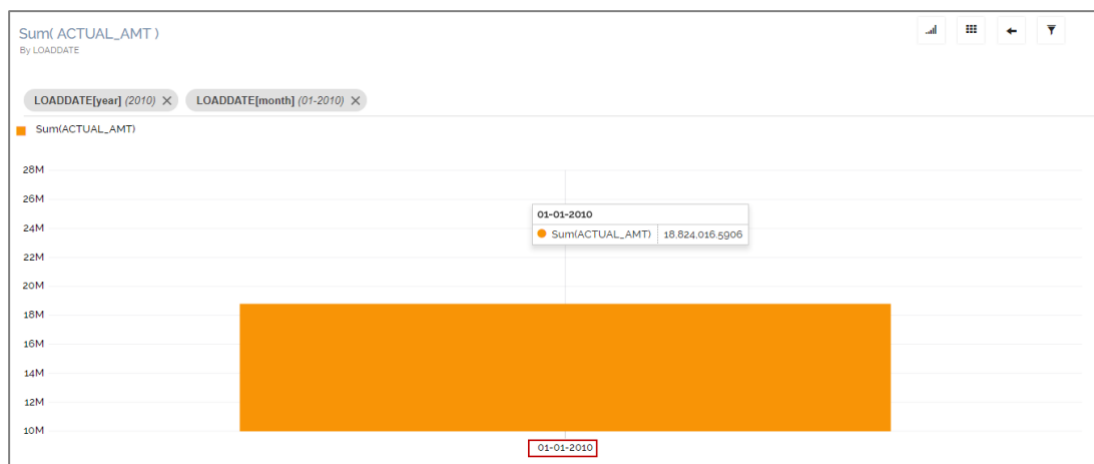 Sum( ACTUAL_AMT )
By LOADDATE
LOADDATE[year] (2010) ×
LOADDATE[month] (01-2010) ×
Sum(ACTUAL_AMT)
28M
26M
24M
22M
20M
18M
16M
14M
12M
10M
01-01-2010
Sum(ACTUAL_AMT) 18.824.016.5906
01-01-2010